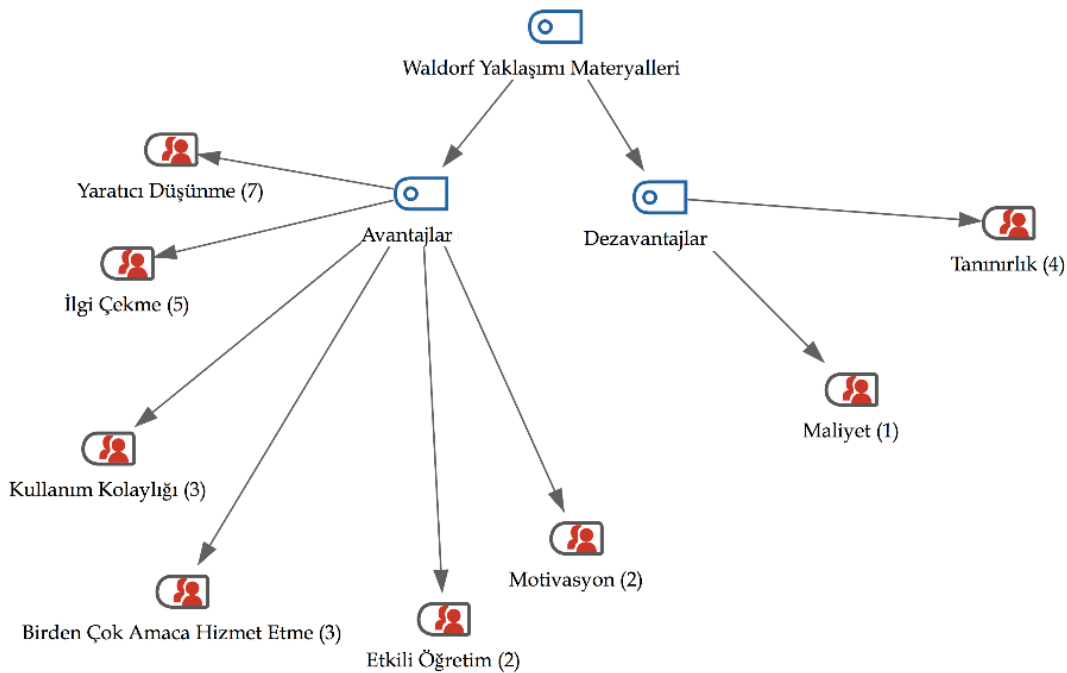 Waldorf Yaklaşımı Materyalleri
Yaratıcı Düşünme (7)
Avantajlar
Dezavantajlar
Tanınırlık (4)
İlgi Çekme (5)
Maliyet (1)
Kullanım Kolaylığı (3)
Motivasyon (2)
Birden Çok Amaca Hizmet Etme (3)
Etkili Öğretim (2)